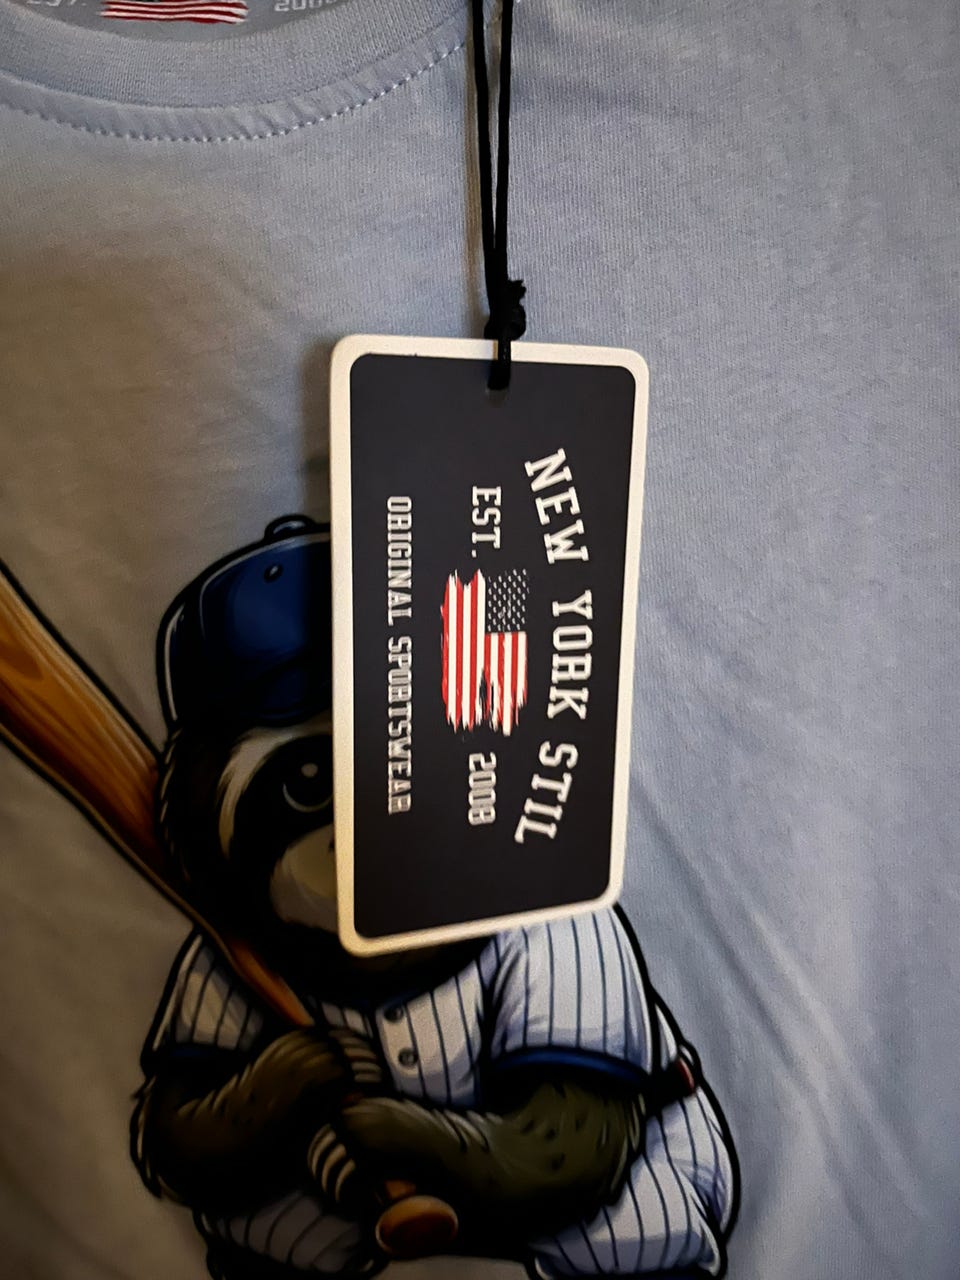 NEW YORK STIL
EST. 2008
ORIGINAL SPORTSWEAR